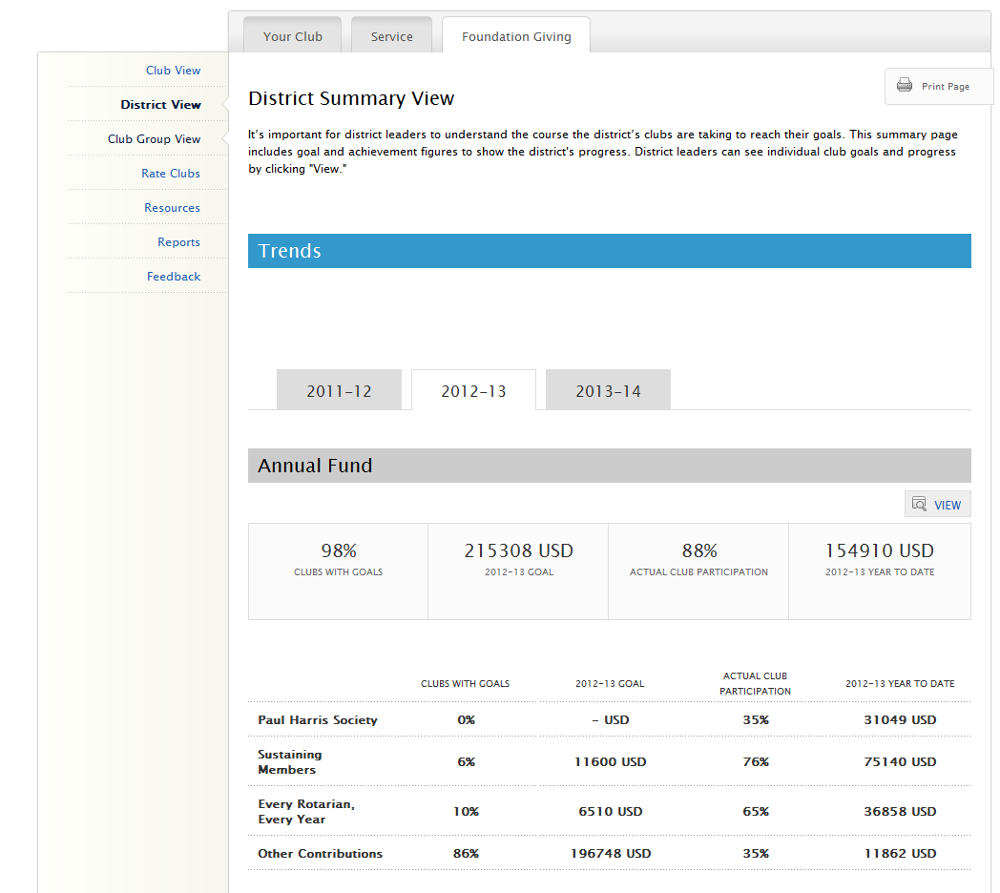 Your Club
Service
Foundation Giving
Club View
District View
Club Group View
Rate Clubs
Resources
Reports
Feedback
Print Page
District Summary View
It's important for district leaders to understand the course the district's clubs are taking to reach their goals. This summary page
includes goal and achievement figures to show the district's progress. District leaders can see individual club goals and progress
by clicking "View."
Trends
2011-12
2012-13
2013-14
Annual Fund
VIEW
98%
CLUBS WITH GOALS
215308 USD
2012-13 GOAL
88%
ACTUAL CLUB PARTICIPATION
154910 USD
2012-13 YEAR TO DATE
CLUBS WITH GOALS
2012-13 GOAL
ACTUAL CLUB
PARTICIPATION
2012-13 YEAR TO DATE
Paul Harris Society 0% - USD 35% 31049 USD
Sustaining
Members
6% 11600 USD 76% 75140 USD
Every Rotarian,
Every Year
10% 6510 USD 65% 36858 USD
Other Contributions 86% 196748 USD 35% 11862 USD